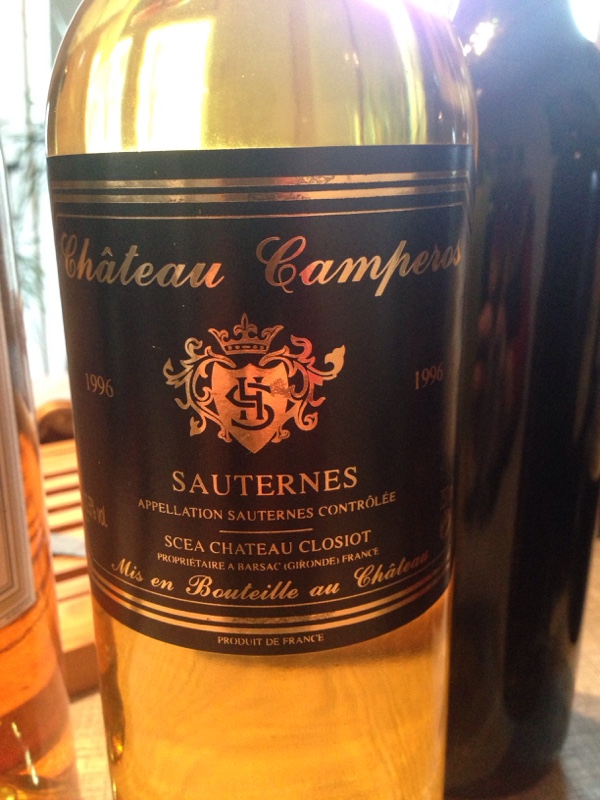 Château Camperos
1996 1996
SAUTERNES
APPELLATION SAUTERNES CONTRÔLÉE
SCEA CHATEAU CLOSIOT
PROPRIÉTAIRE A BARSAC (GIRONDE) FRANCE
Mis en Bouteille au Château
PRODUIT DE FRANCE